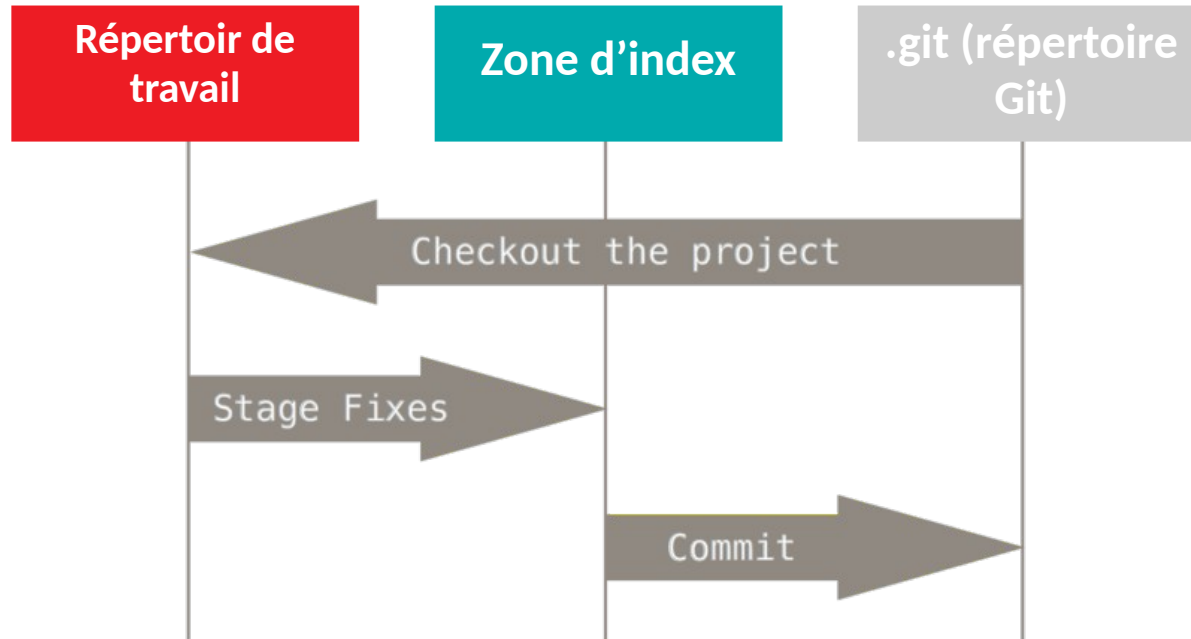 Répertoir de
travail
Zone d’index
.git (répertoire
Git)
Checkout the project
Stage Fixes
Commit